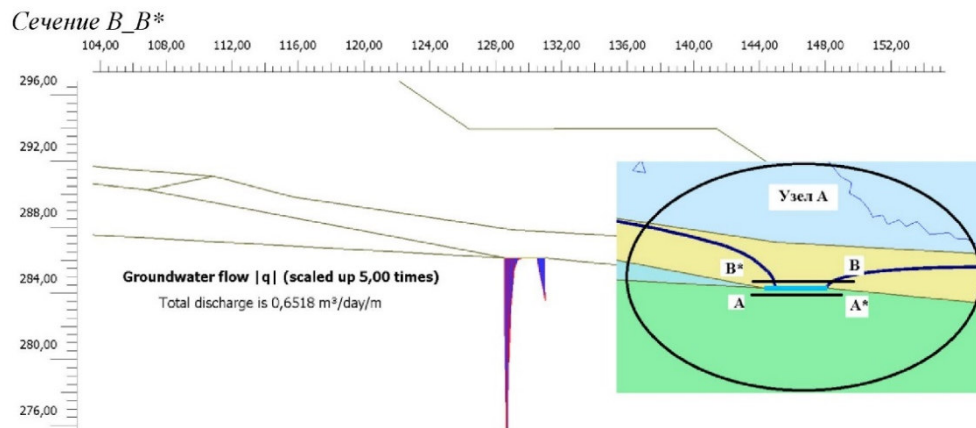 Сечение B_B*
104,00 108,00 112,00 116,00 120,00 124,00 128,00 132,00 136,00 140,00 144,00 148,00 152,00
296,00
292,00
288,00
284,00
280,00
276,00
Groundwater flow |q| (scaled up 5,00 times)
Total discharge is 0,6518 m³/day/m
Узел А
B* B
A A*